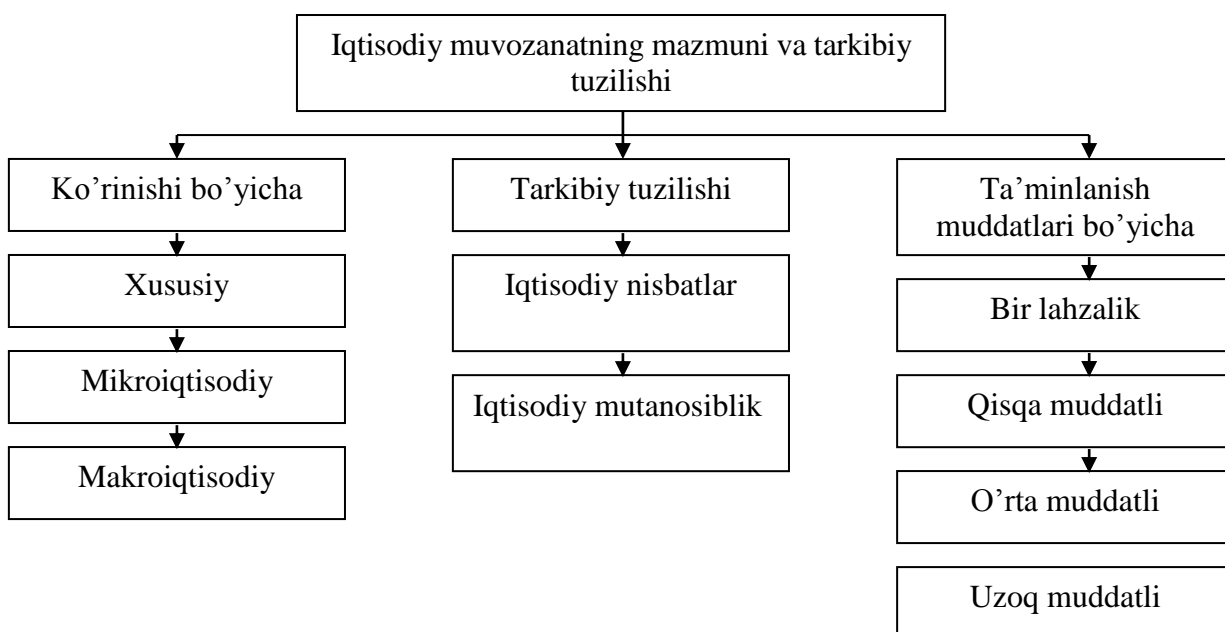 Iqtisodiy muvozanatning mazmuni va tarkibiy
tuzilishi
Ko’rinishi bo’yicha
Xususiy
Mikroiqtisodiy
Makroiqtisodiy
Tarkibiy tuzilishi
Iqtisodiy nisbatlar
Iqtisodiy mutanosiblik
Ta’minlanish
muddatlari bo’yicha
Bir lahzalik
Qisqa muddatli
O’rta muddatli
Uzoq muddatli